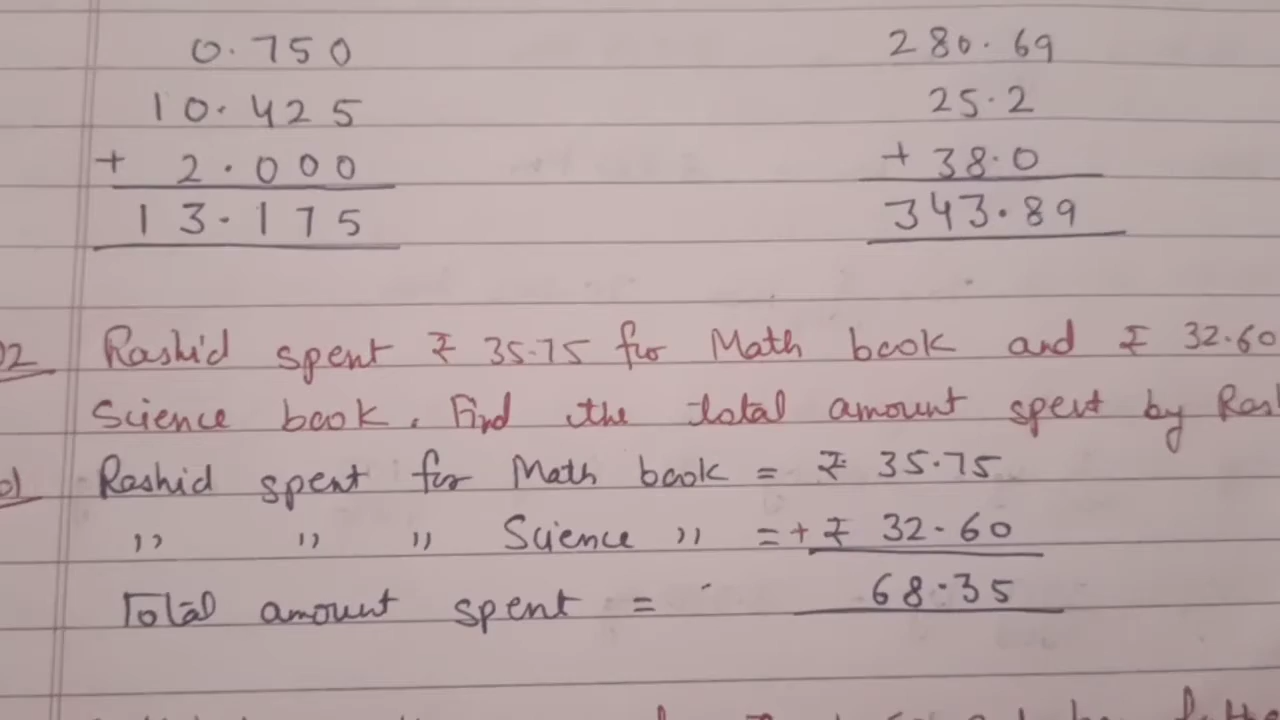 0.750
10.425
+ 2.000
13.175
280.69
25.2
+ 38.0
343.89
Rashid spent ₹ 35.75 for Math book and ₹ 32.60
Science book. Find the total amount spent by
Rashid spent for Math book = ₹ 35.75
,, ,, ,, Science ,, = + ₹ 32.60
Total amount spent = 68.35